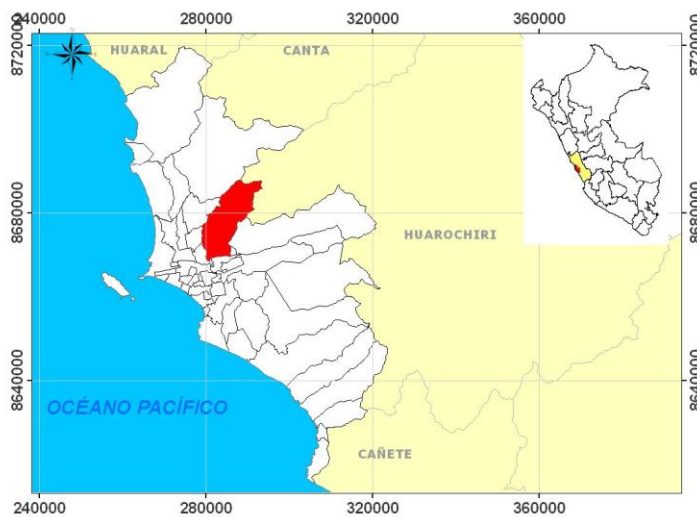 240000 280000 320000 360000
8720000 8720000
HUARAL CANTA
8680000 8680000
HUAROCHIRI
8640000 8640000
OCÉANO PACÍFICO
CAÑETE
240000 280000 320000 360000